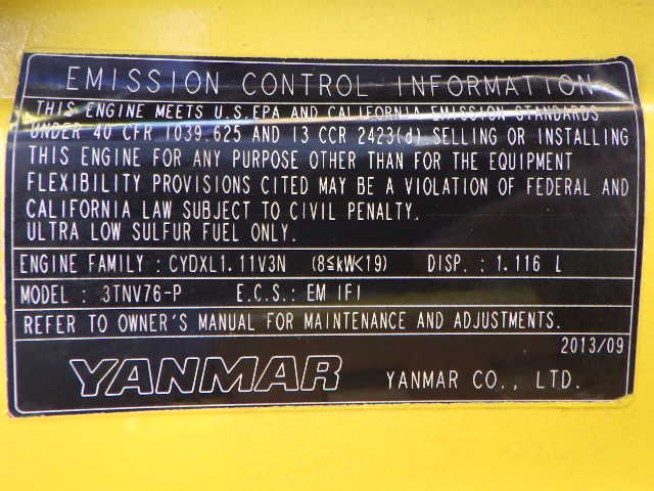 EMISSION CONTROL INFORMATION
THIS ENGINE MEETS U.S.EPA AND CALIFORNIA EMISSION STANDARDS
UNDER 40 CFR 1039.625 AND 13 CCR 2423(d). SELLING OR INSTALLING
THIS ENGINE FOR ANY PURPOSE OTHER THAN FOR THE EQUIPMENT
FLEXIBILITY PROVISIONS CITED MAY BE A VIOLATION OF FEDERAL AND
CALIFORNIA LAW SUBJECT TO CIVIL PENALTY.
ULTRA LOW SULFUR FUEL ONLY.
ENGINE FAMILY : CYDXL1.11V3N (8≦kW<19) DISP. : 1.116 L
MODEL : 3TNV76-P E.C.S.: EM IFI
REFER TO OWNER'S MANUAL FOR MAINTENANCE AND ADJUSTMENTS.
2013/09
YANMAR YANMAR CO., LTD.